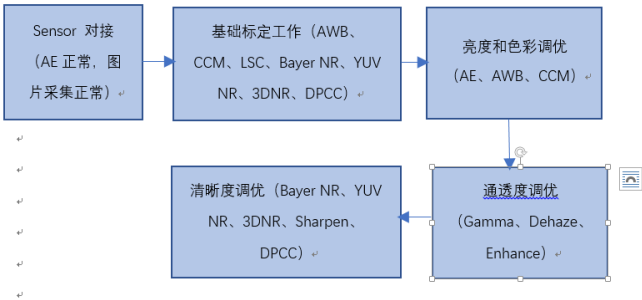 Sensor 对接
（AE 正常，图
片采集正常）
基础标定工作（AWB、
CCM、LSC、Bayer NR、YUV
NR、3DNR、DPCC）
亮度和色彩调优
（AE、AWB、CCM）
通透度调优
（Gamma、Dehaze、
Enhance）
清晰度调优（Bayer NR、YUV
NR、3DNR、Sharpen、
DPCC）